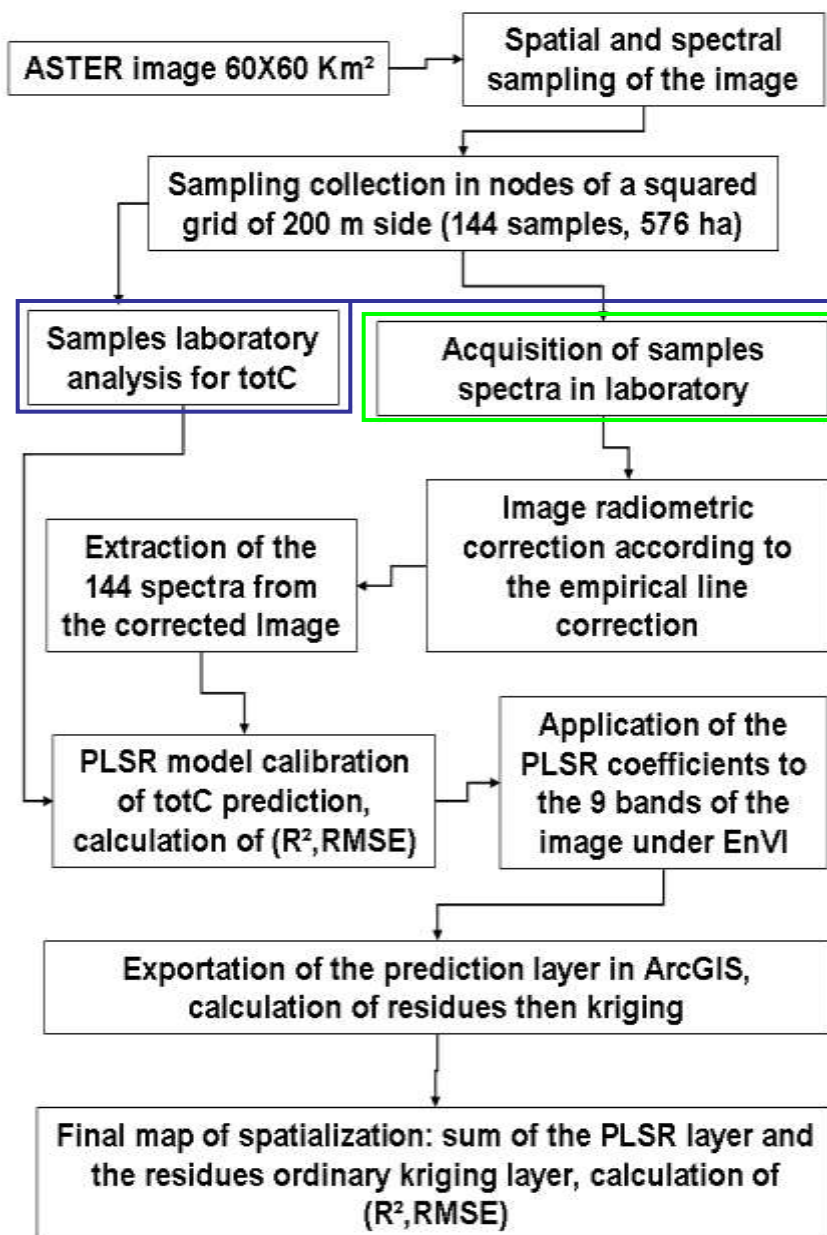 ASTER image 60X60 Km²
Spatial and spectral
sampling of the image
Sampling collection in nodes of a squared
grid of 200 m side (144 samples, 576 ha)
Samples laboratory
analysis for totC
Acquisition of samples
spectra in laboratory
Image radiometric
correction according to
the empirical line
correction
Extraction of the
144 spectra from
the corrected Image
PLSR model calibration
of totC prediction,
calculation of (R²,RMSE)
Application of the
PLSR coefficients to
the 9 bands of the
image under EnVI
Exportation of the prediction layer in ArcGIS,
calculation of residues then kriging
Final map of spatialization: sum of the PLSR layer and
the residues ordinary kriging layer, calculation of
(R²,RMSE)